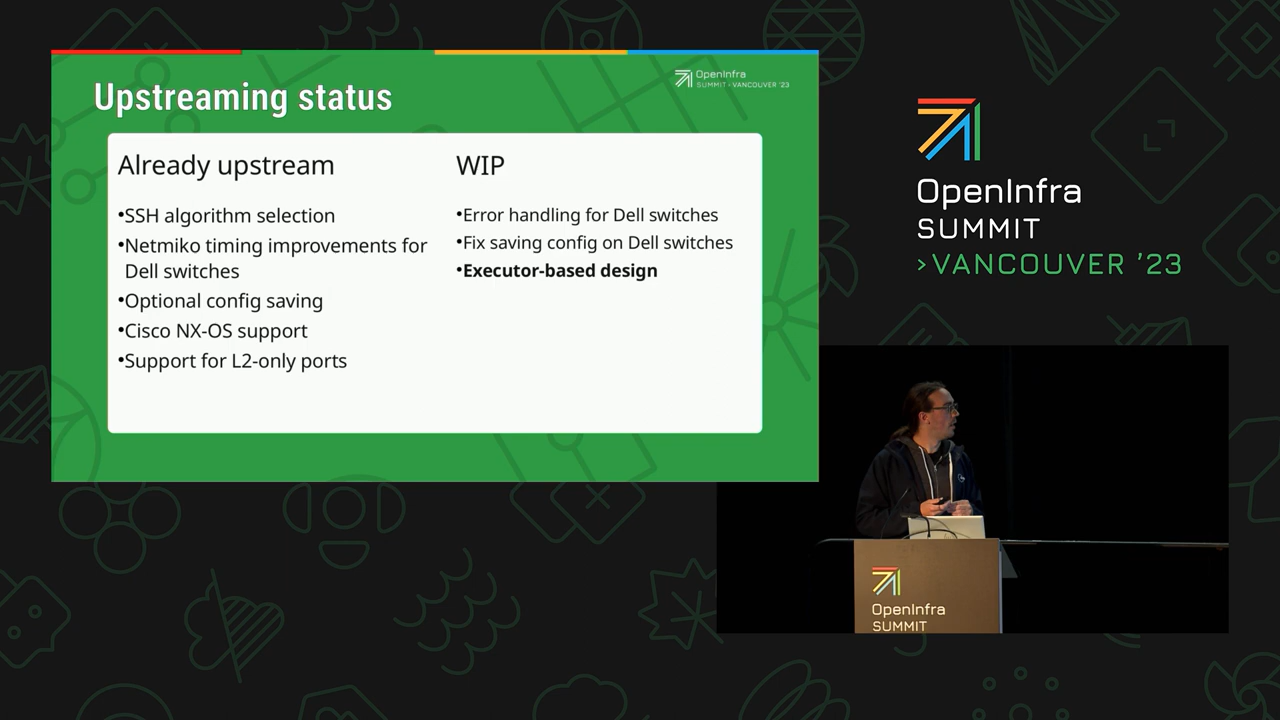 Upstreaming status
OpenInfra
SUMMIT - VANCOUVER '23
Already upstream
•SSH algorithm selection
•Netmiko timing improvements for
Dell switches
•Optional config saving
•Cisco NX-OS support
•Support for L2-only ports
WIP
•Error handling for Dell switches
•Fix saving config on Dell switches
•Executor-based design
OpenInfra
SUMMIT
>VANCOUVER ’23
OpenInfra
SUMMIT